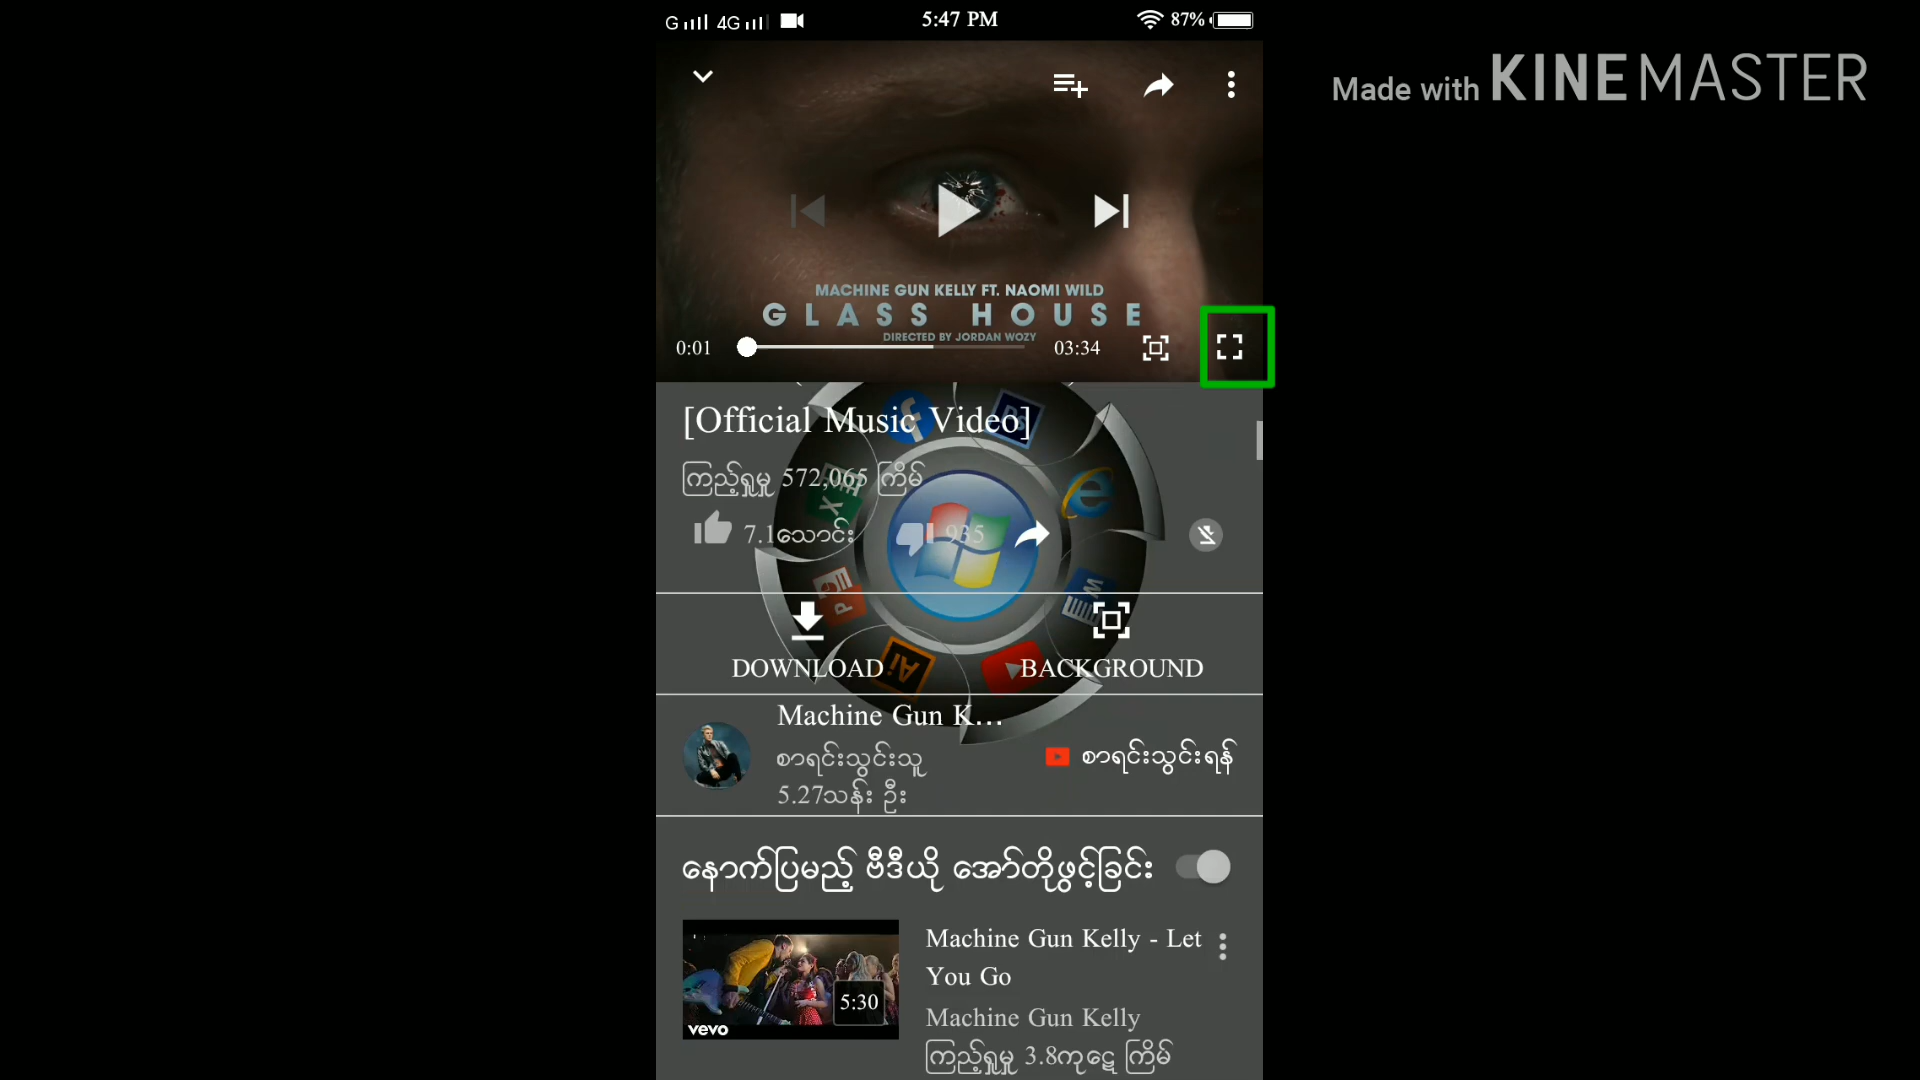 G 4G 5:47 PM 87%
Made with KINEMASTER
MACHINE GUN KELLY FT. NAOMI WILD
GLASS HOUSE
DIRECTED BY JORDAN WOZY
0:01 03:34
[Official Music Video]
ကြည့်ရှုမှု 572,065 ကြိမ်
7.1သောင်း 935
DOWNLOAD BACKGROUND
Machine Gun K...
စာရင်းသွင်းသူ
5.27သန်း ဦး
စာရင်းသွင်းရန်
နောက်ပြမည့် ဗီဒီယို အော်တိုဖွင့်ခြင်း
Machine Gun Kelly - Let
You Go
5:30
vevo
Machine Gun Kelly
ကြည့်ရှုမှု 3.8ကုဋေ ကြိမ်